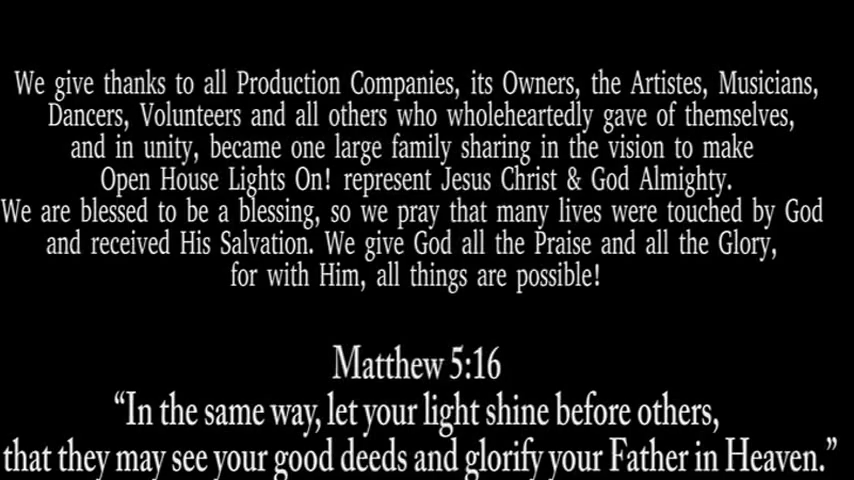 We give thanks to all Production Companies, its Owners, the Artistes, Musicians,
Dancers, Volunteers and all others who wholeheartedly gave of themselves,
and in unity, became one large family sharing in the vision to make
Open House Lights On! represent Jesus Christ & God Almighty.
We are blessed to be a blessing, so we pray that many lives were touched by God
and received His Salvation. We give God all the Praise and all the Glory,
for with Him, all things are possible!
Matthew 5:16
“In the same way, let your light shine before others,
that they may see your good deeds and glorify your Father in Heaven.”